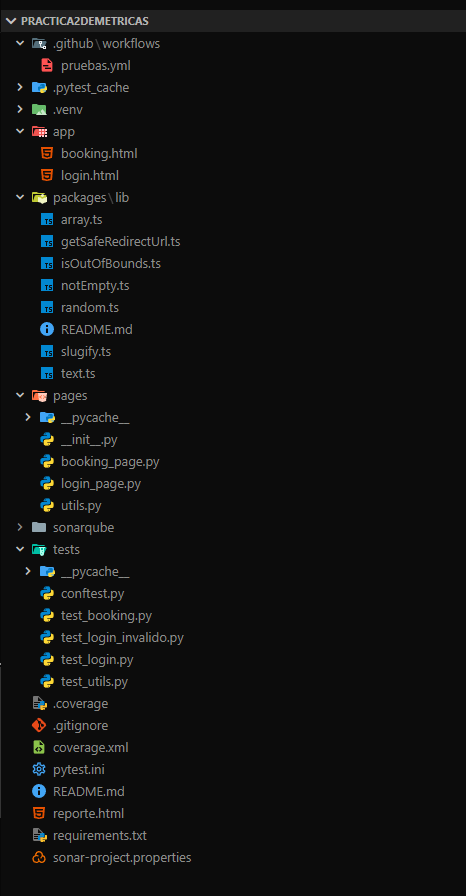 PRACTICA2DEMETRICAS
.github\workflows
pruebas.yml
.pytest_cache
.venv
app
booking.html
login.html
packages\lib
array.ts
getSafeRedirectUrl.ts
isOutOfBounds.ts
notEmpty.ts
random.ts
README.md
slugify.ts
text.ts
pages
__pycache__
__init__.py
booking_page.py
login_page.py
utils.py
sonarqube
tests
__pycache__
conftest.py
test_booking.py
test_login_invalido.py
test_login.py
test_utils.py
.coverage
.gitignore
coverage.xml
pytest.ini
README.md
reporte.html
requirements.txt
sonar-project.properties